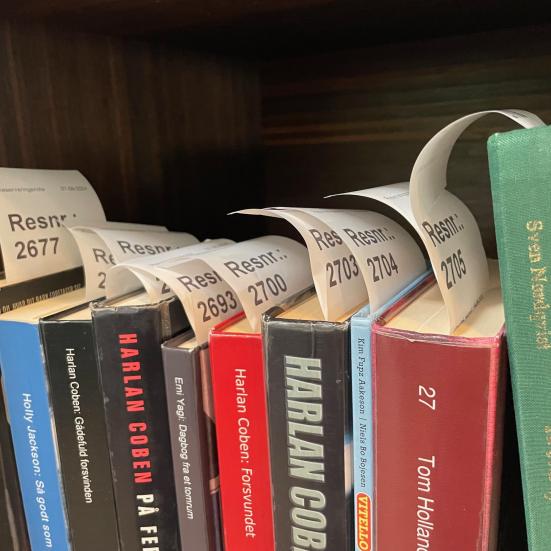 Resnr.:
2677
Resnr.:
2
Resnr.:
2693
Resnr.:
2700
Resnr.:
2703
Resnr.:
2704
Resnr.:
2705
Holly Jackson: Så godt som
Harlan Coben: Gådefuld forsvinden
HARLAN COBEN PÅ
Emi Yagi: Dagbog fra et tomrum
Harlan Coben: Forsvundet
HARLAN
Kim Fupz Aakeson / Niels Bo Bojesen
VITELLO
27
Tom Holland
Sven